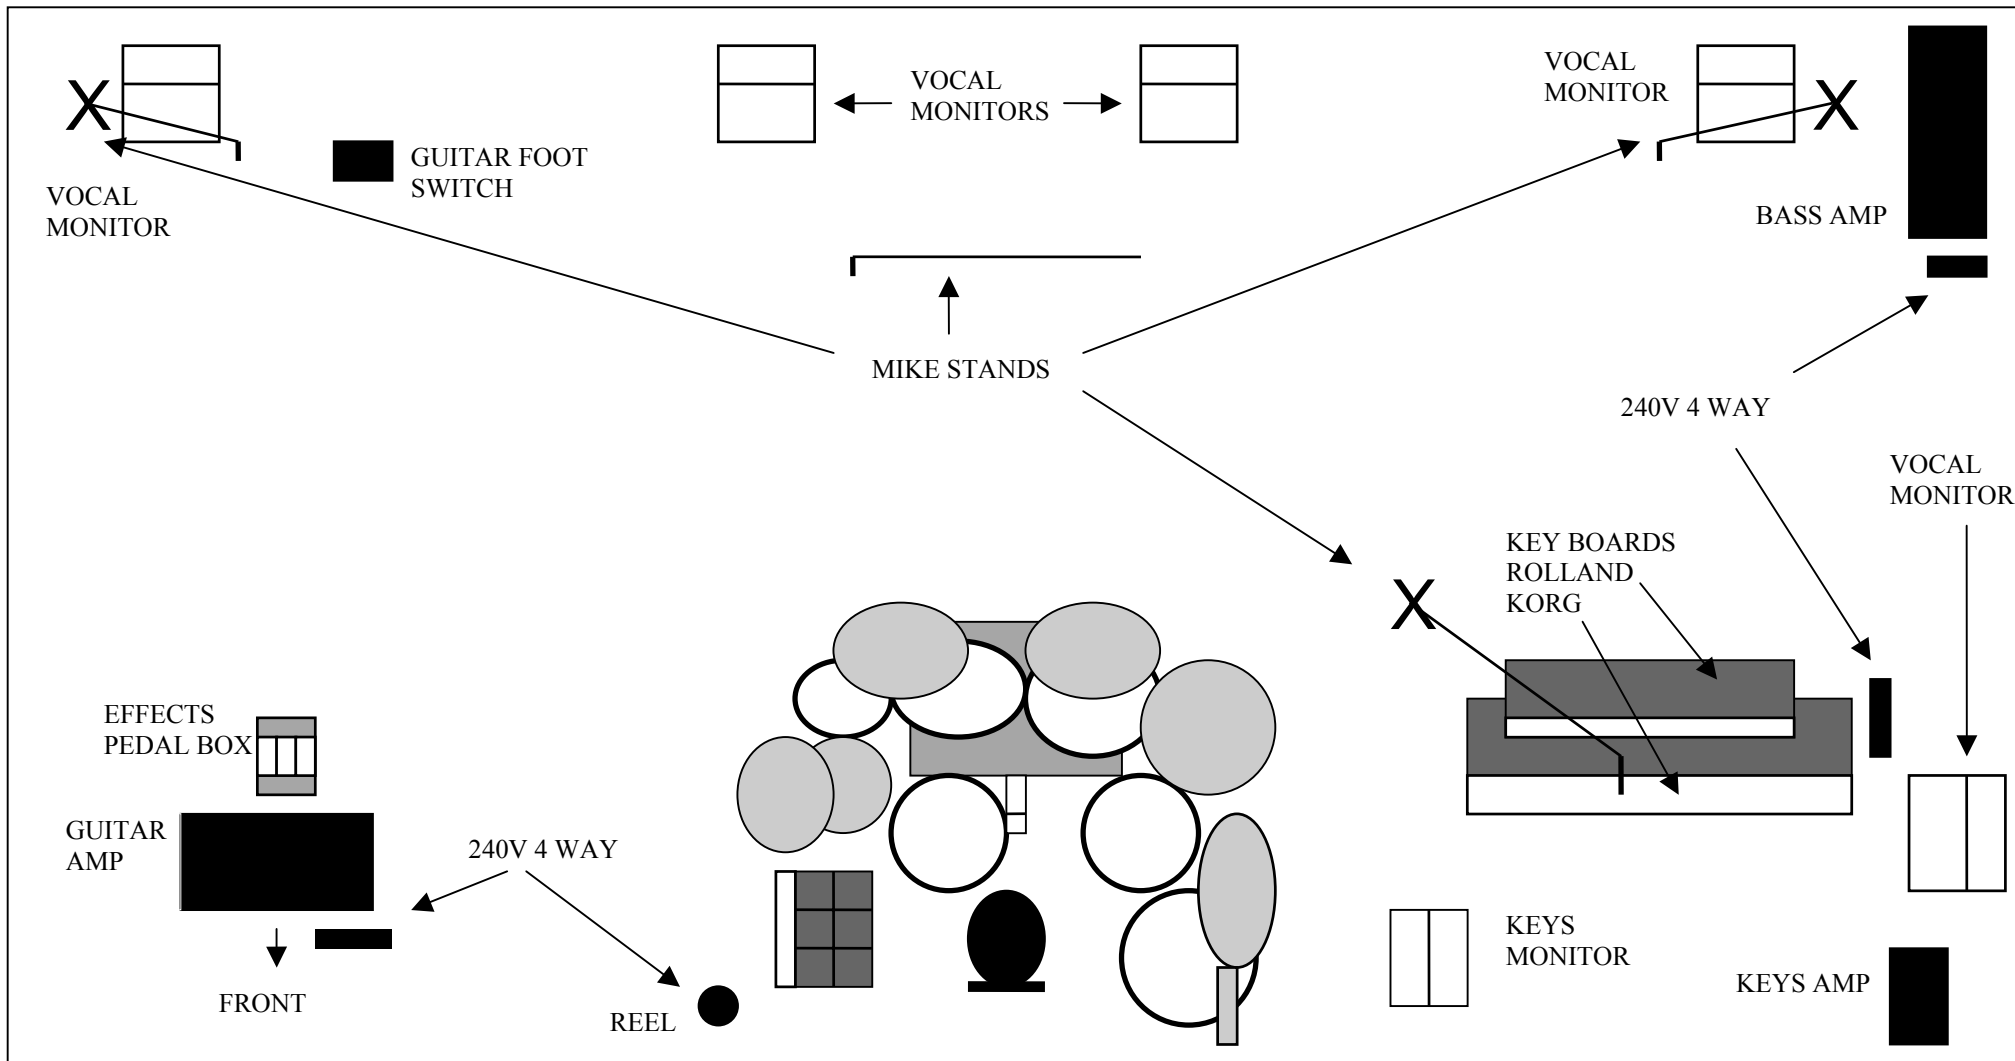 VOCAL
MONITORS
VOCAL
MONITOR
GUITAR FOOT
SWITCH
VOCAL
MONITOR
BASS AMP
MIKE STANDS
240V 4 WAY
VOCAL
MONITOR
KEY BOARDS
ROLLAND
KORG
EFFECTS
PEDAL BOX
GUITAR
AMP
240V 4 WAY
KEYS
MONITOR
KEYS AMP
FRONT
REEL